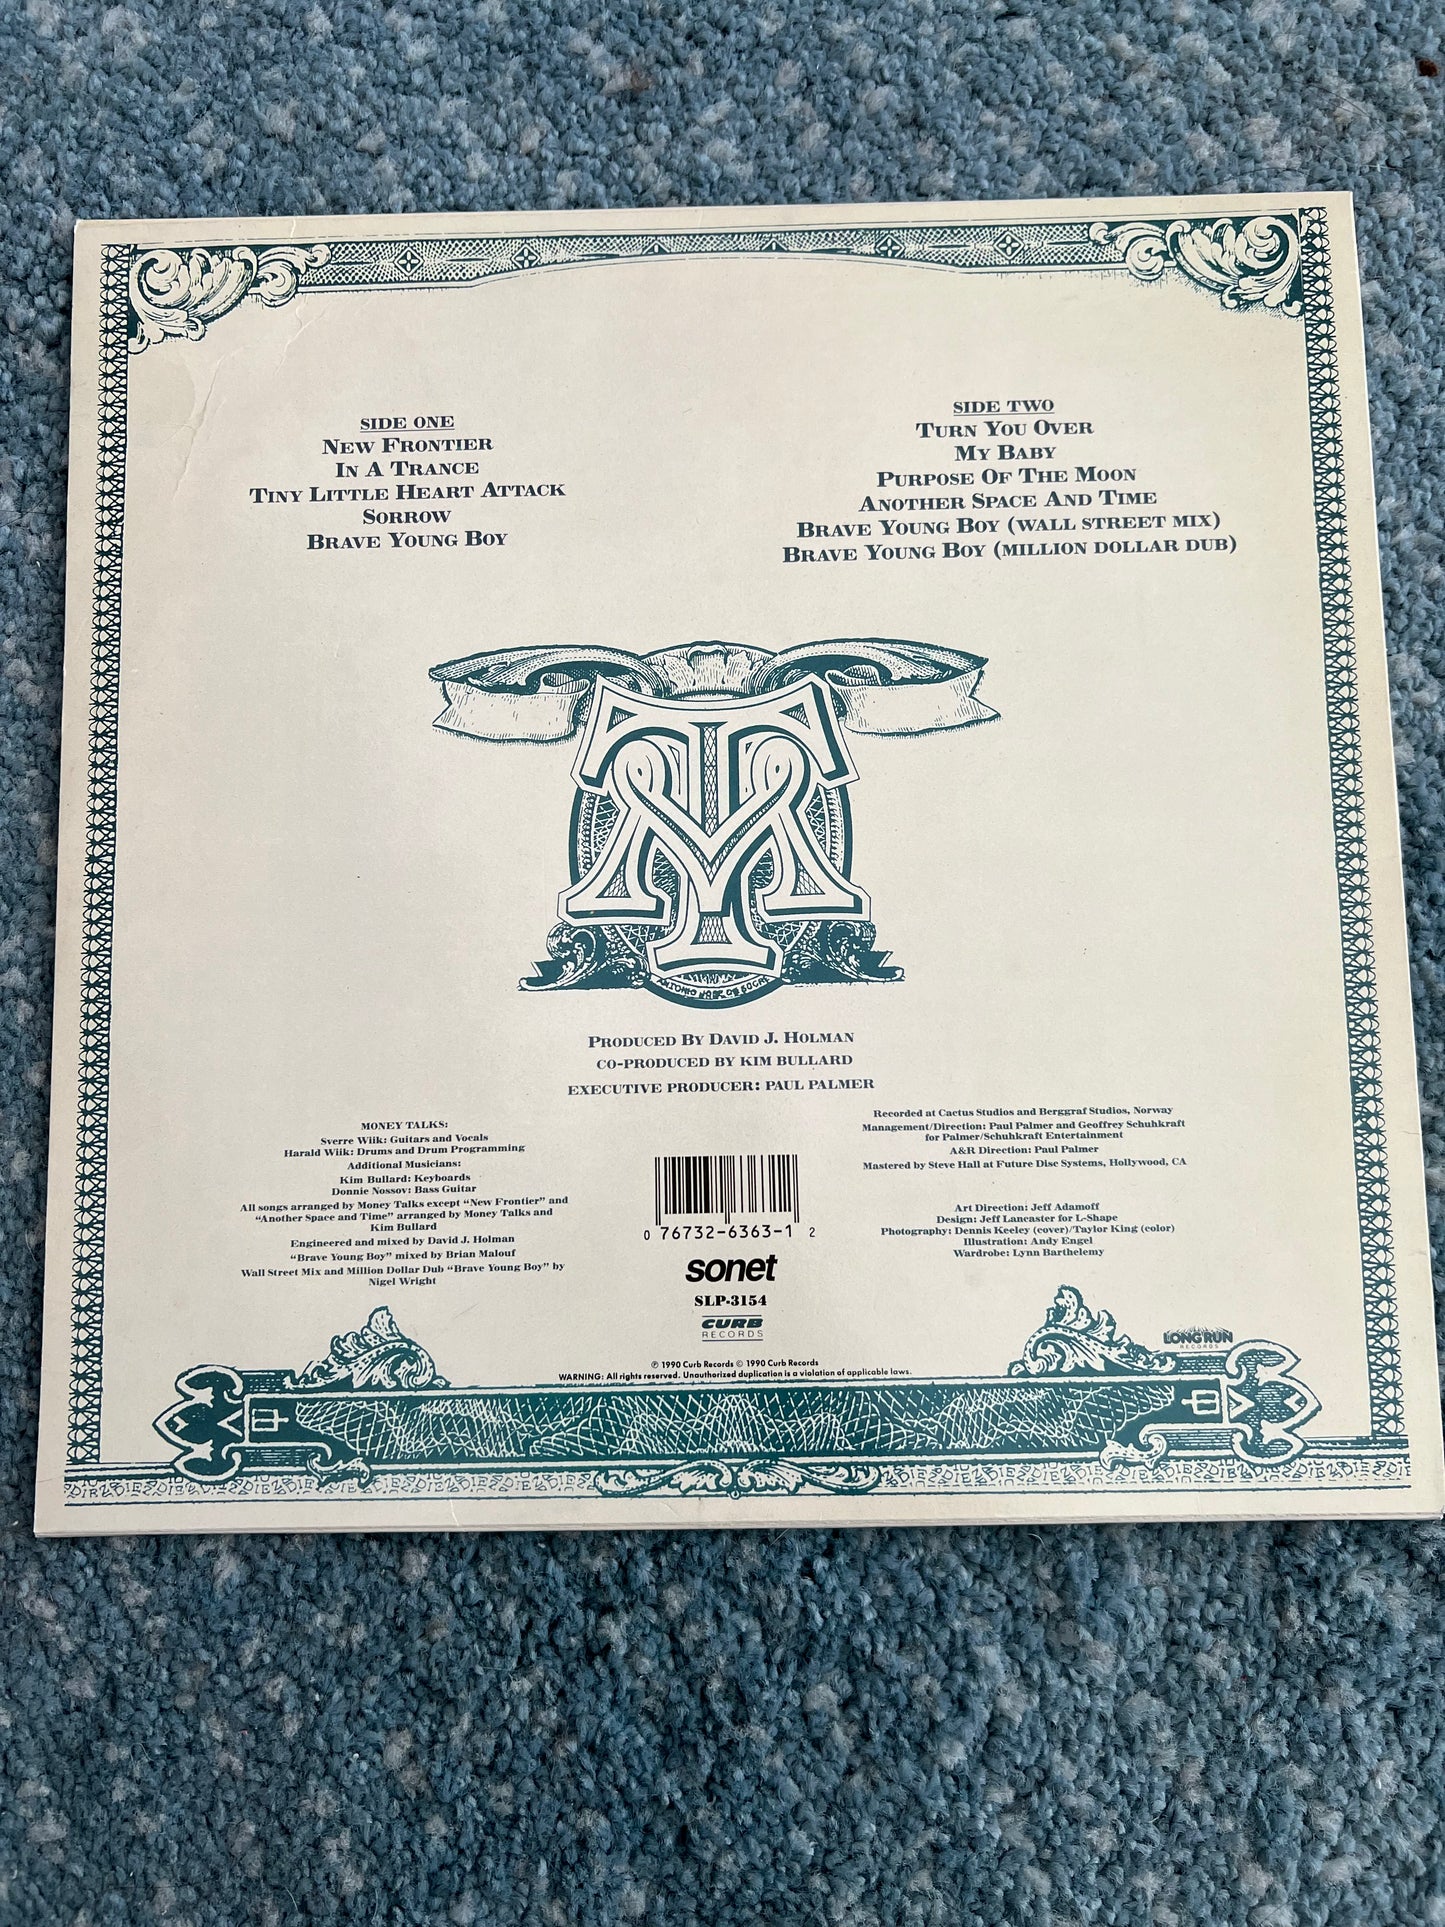 SIDE ONE
NEW FRONTIER
IN A TRANCE
TINY LITTLE HEART ATTACK
SORROW
BRAVE YOUNG BOY
SIDE TWO
TURN YOU OVER
MY BABY
PURPOSE OF THE MOON
ANOTHER SPACE AND TIME
BRAVE YOUNG BOY (WALL STREET MIX)
BRAVE YOUNG BOY (MILLION DOLLAR DUB)
MT
PRODUCED BY DAVID J. HOLMAN
CO-PRODUCED BY KIM BULLARD
EXECUTIVE PRODUCER: PAUL PALMER
MONEY TALKS:
Sverre Wiik: Guitars and Vocals
Harald Wiik: Drums and Drum Programming
Additional Musicians:
Kim Bullard: Keyboards
Donnie Nossov: Bass Guitar
All songs arranged by Money Talks except “New Frontier” and
“Another Space and Time” arranged by Money Talks and
Kim Bullard
Engineered and mixed by David J. Holman
“Brave Young Boy” mixed by Brian Malouf
Wall Street Mix and Million Dollar Dub “Brave Young Boy” by
Nigel Wright
0 76732-6363-1 2
sonet
SLP-3154
CURB
RECORDS
Recorded at Cactus Studios and Berggraf Studios, Norway
Management/Direction: Paul Palmer and Geoffrey Schuhkraft
for Palmer/Schuhkraft Entertainment
A&R Direction: Paul Palmer
Mastered by Steve Hall at Future Disc Systems, Hollywood, CA
Art Direction: Jeff Adamoff
Design: Jeff Lancaster for L-Shape
Photography: Dennis Keeley (cover)/Taylor King (color)
Illustration: Andy Engel
Wardrobe: Lynn Barthelemy
LONG RUN
RECORDS
℗ 1990 Curb Records © 1990 Curb Records
WARNING: All rights reserved. Unauthorized duplication is a violation of applicable laws.